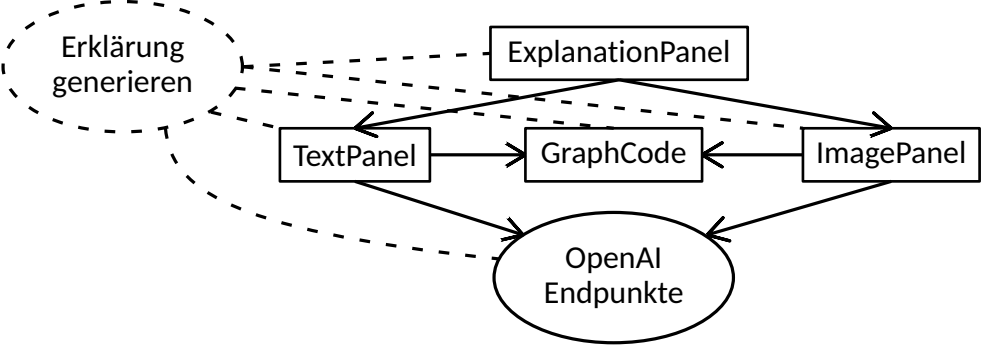 Erklärung
generieren
ExplanationPanel
TextPanel
GraphCode
ImagePanel
OpenAI
Endpunkte